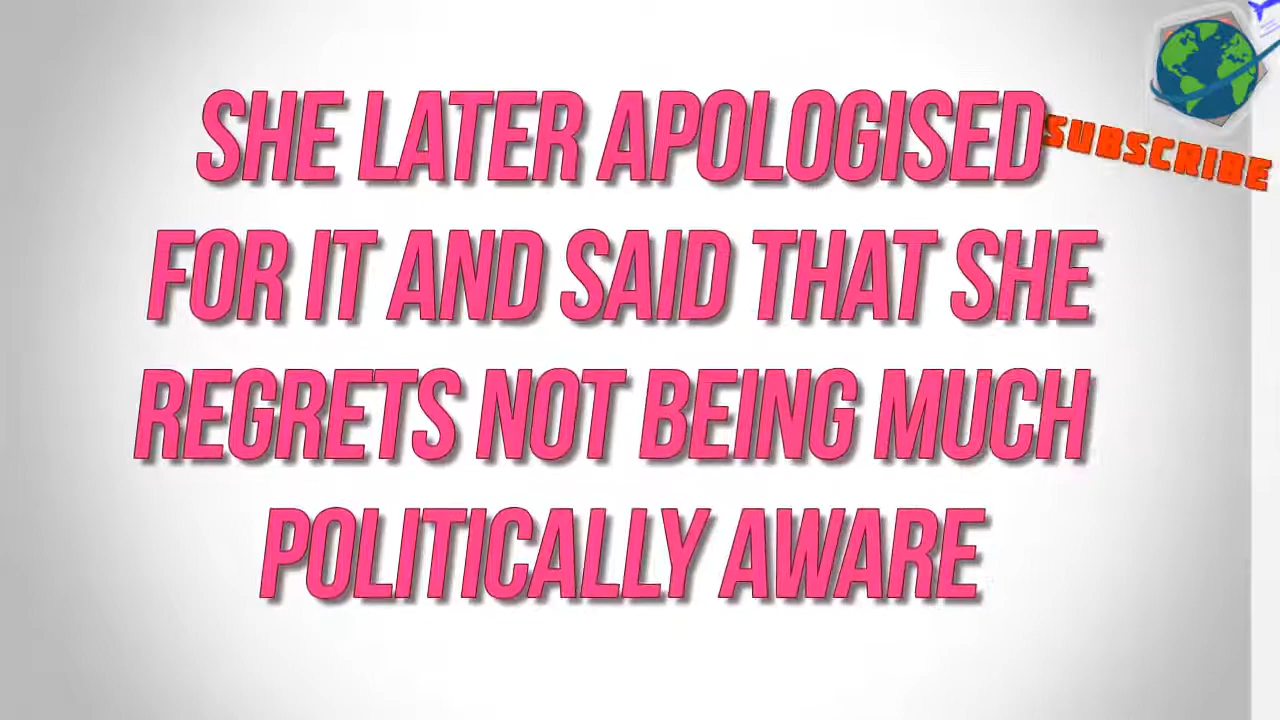 SHE LATER APOLOGISED
SUBSCRIBE
FOR IT AND SAID THAT SHE
REGRETS NOT BEING MUCH
POLITICALLY AWARE